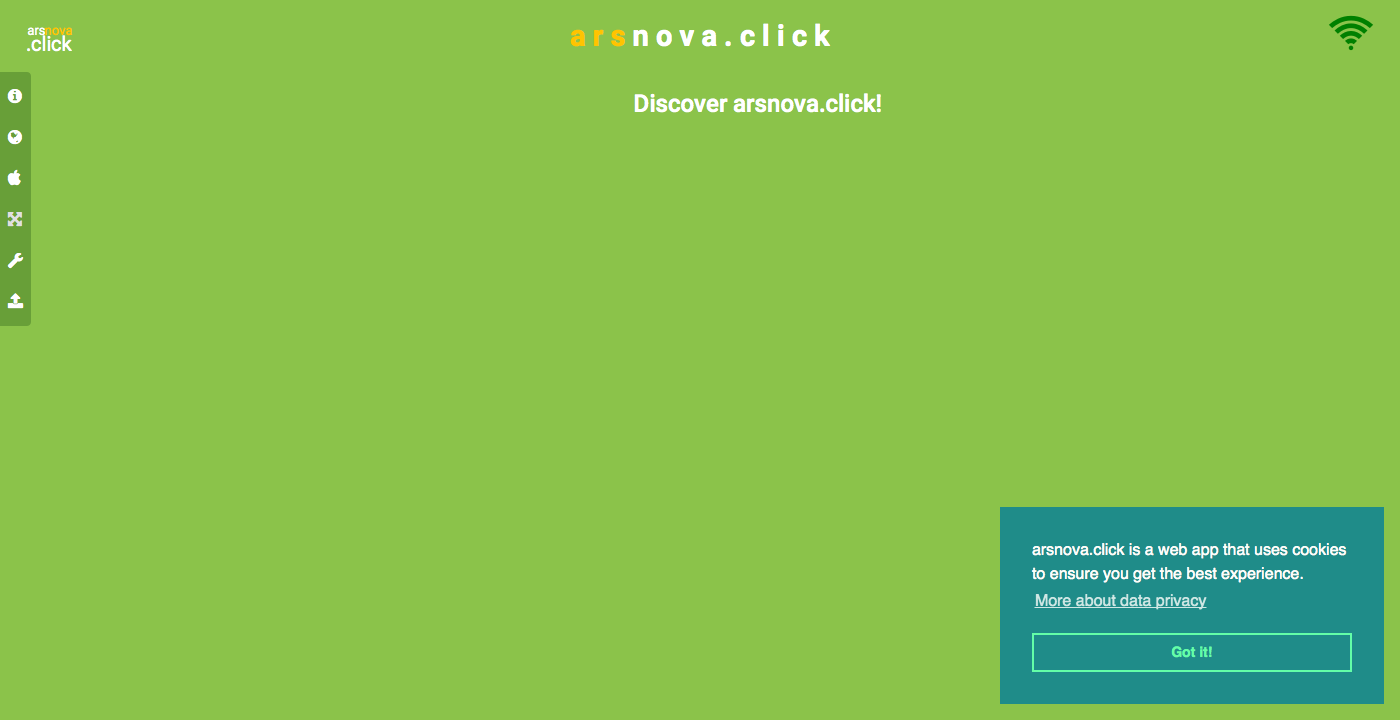 arsnova
.click
arsnova.click
Discover arsnova.click!
arsnova.click is a web app that uses cookies
to ensure you get the best experience.
More about data privacy
Got it!